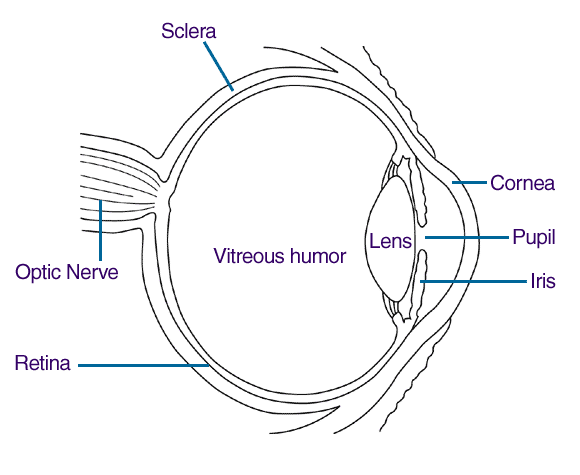 Sclera
Cornea
Pupil
Lens
Vitreous humor
Optic Nerve
Iris
Retina